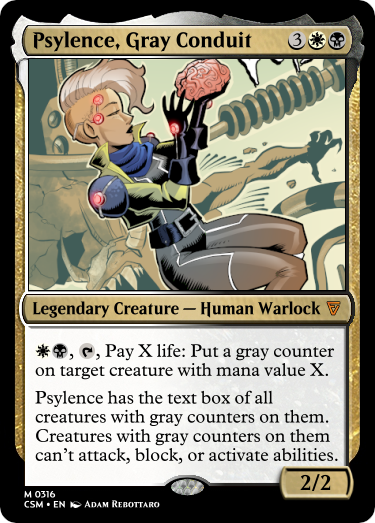 Psylence, Gray Conduit 3
Legendary Creature — Human Warlock
, , Pay X life: Put a gray counter
on target creature with mana value X.
Psylence has the text box of all
creatures with gray counters on them.
Creatures with gray counters on them
can't attack, block, or activate abilities.
2/2
M 0316
CSM • EN Adam Rebottaro